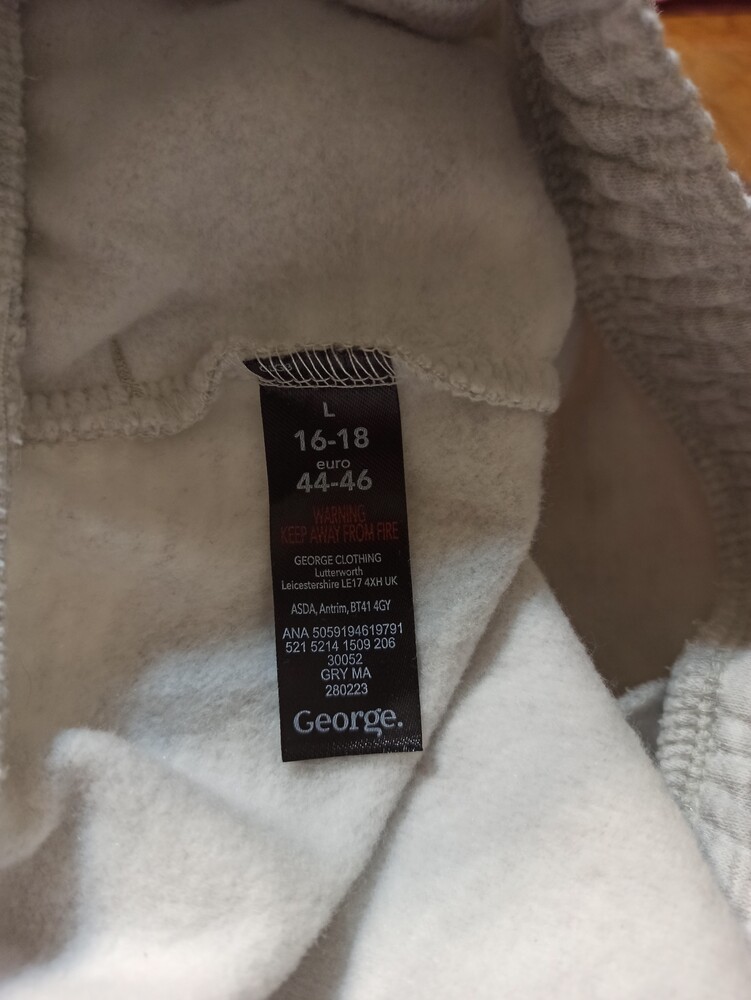 L
16-18
euro
44-46
WARNING
KEEP AWAY FROM FIRE
GEORGE CLOTHING
Lutterworth
Leicestershire LE17 4XH UK
ASDA, Antrim, BT41 4GY
ANA 5059194619791
521 5214 1509 206
30052
GRY MA
280223
George.